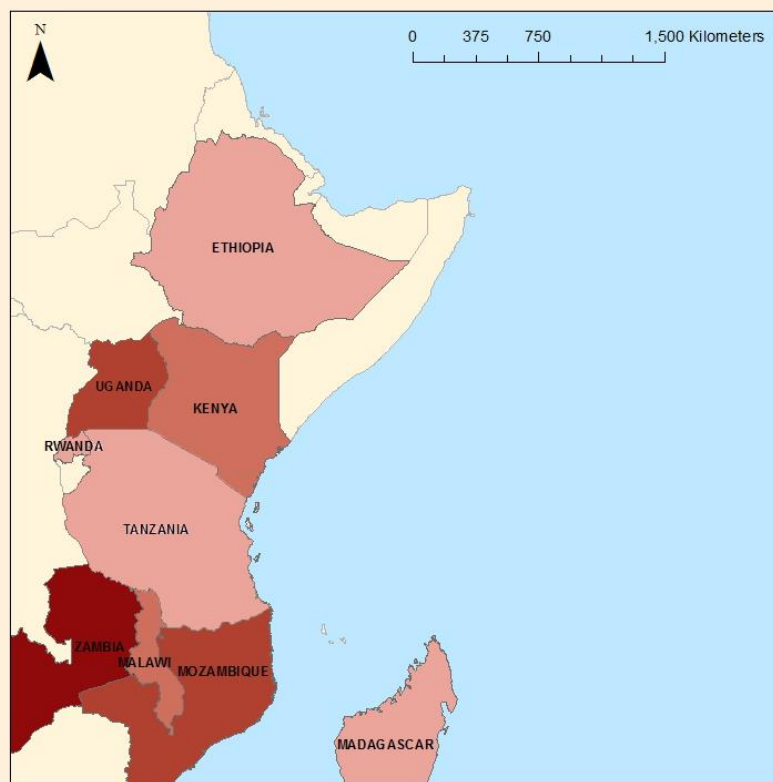 N
0 375 750 1,500 Kilometers
ETHIOPIA
UGANDA
KENYA
RWANDA
TANZANIA
ZAMBIA
MALAWI
MOZAMBIQUE
MADAGASCAR